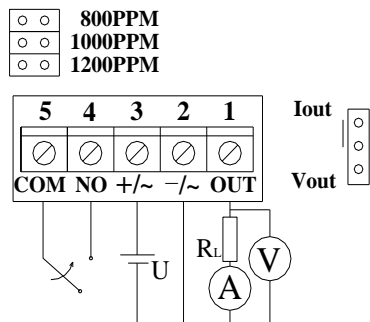 800PPM
1000PPM
1200PPM
5 4 3 2 1
COM NO +/~ −/~ OUT
Iout
Vout
U
RL
V
A